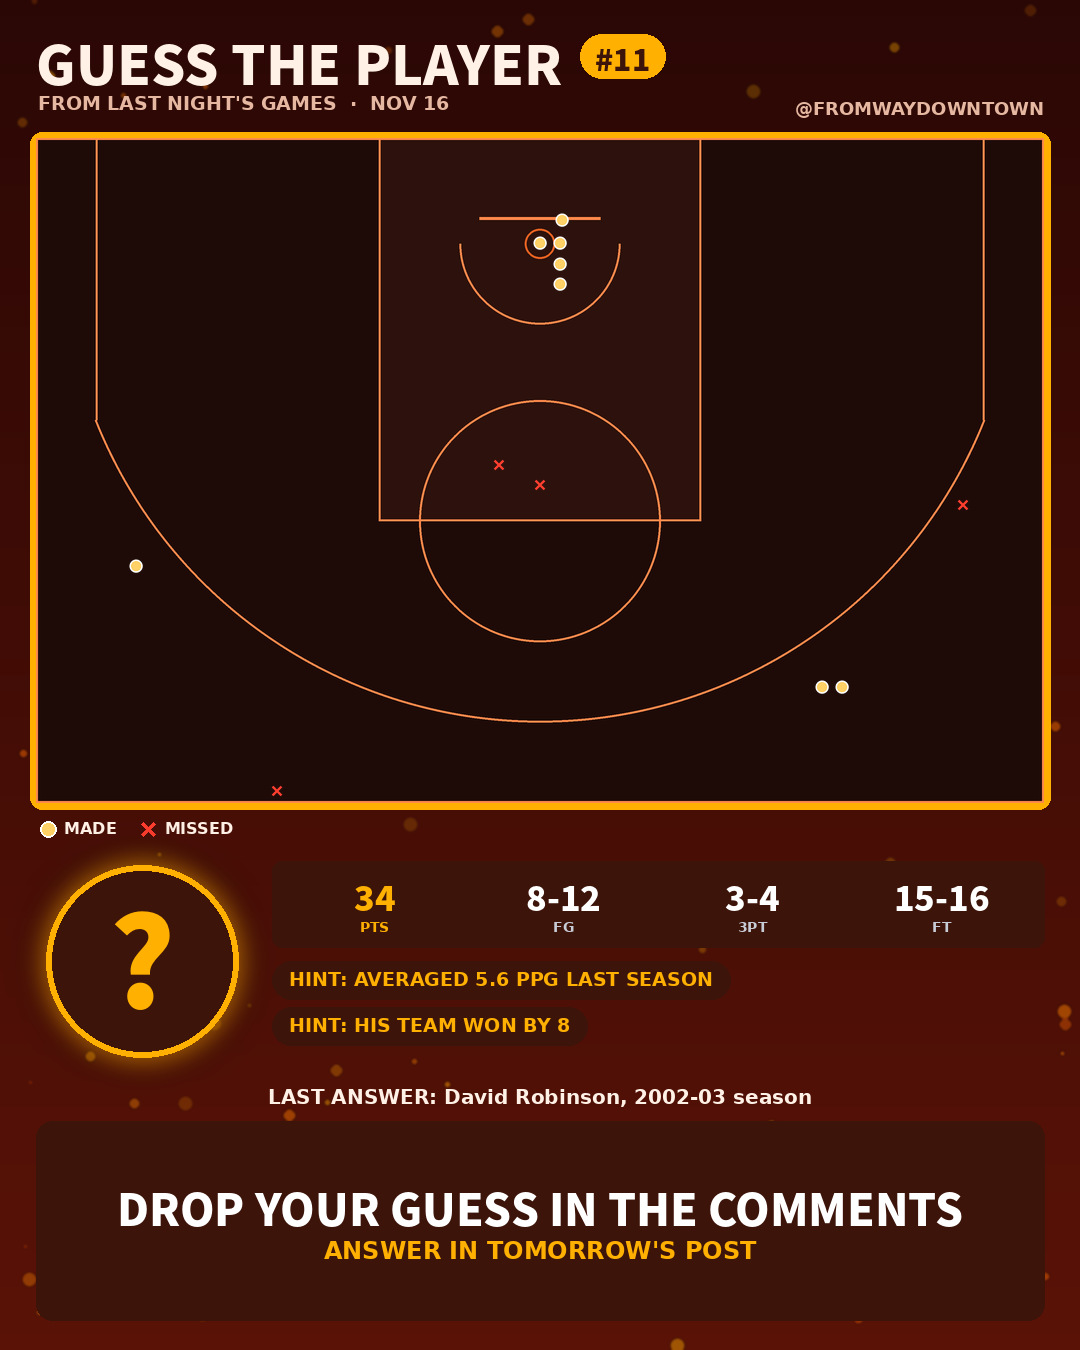 GUESS THE PLAYER #11
FROM LAST NIGHT'S GAMES · NOV 16
@FROMWAYDOWNTOWN
MADE MISSED
?
34 8-12 3-4 15-16
PTS FG 3PT FT
HINT: AVERAGED 5.6 PPG LAST SEASON
HINT: HIS TEAM WON BY 8
LAST ANSWER: David Robinson, 2002-03 season
DROP YOUR GUESS IN THE COMMENTS
ANSWER IN TOMORROW'S POST